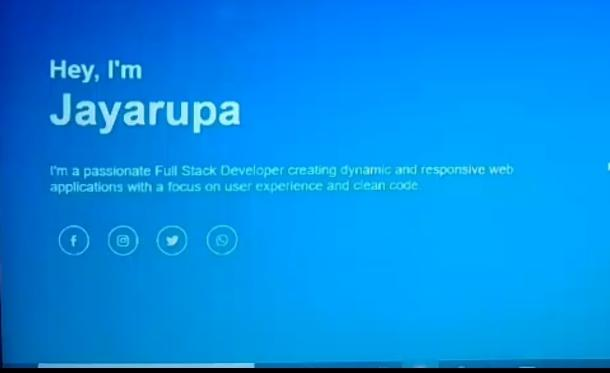 Hey, I'm
Jayarupa
I'm a passionate Full Stack Developer creating dynamic and responsive web
applications with a focus on user experience and clean code.